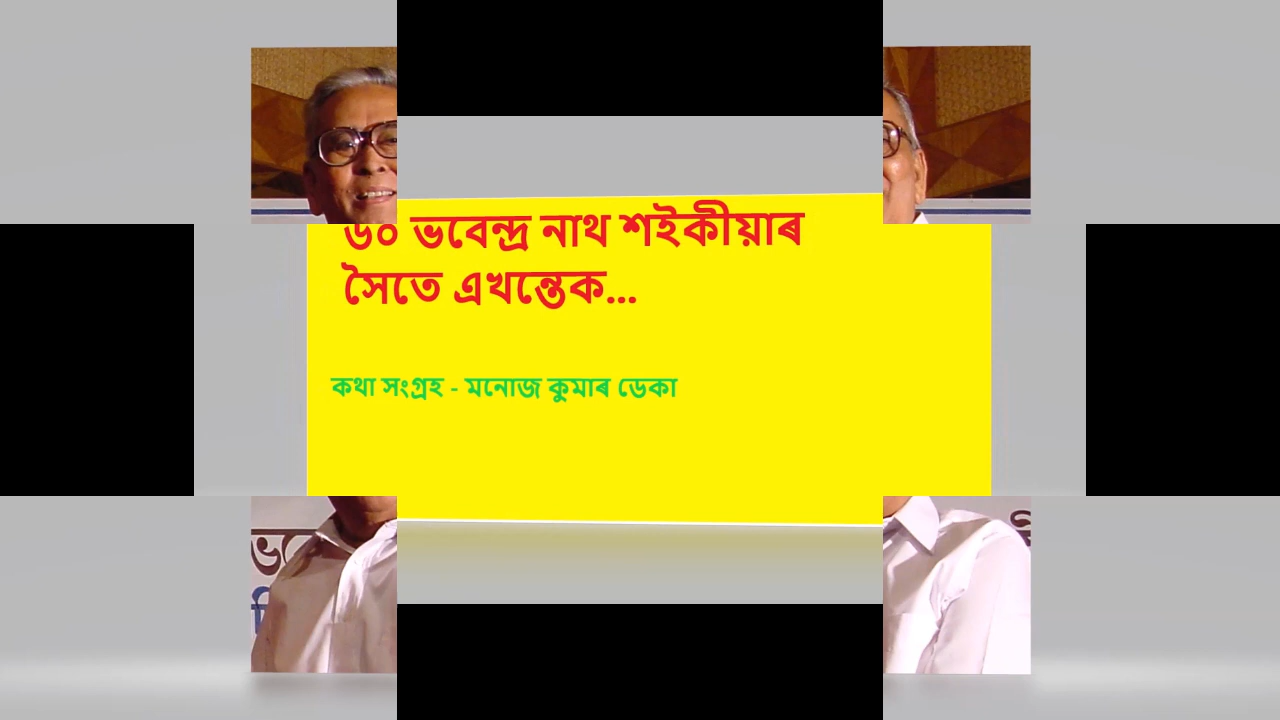 ড০ ভবেন্দ্ৰ নাথ শইকীয়াৰ
সৈতে এখন্তেক...
কথা সংগ্ৰহ - মনোজ কুমাৰ ডেকা